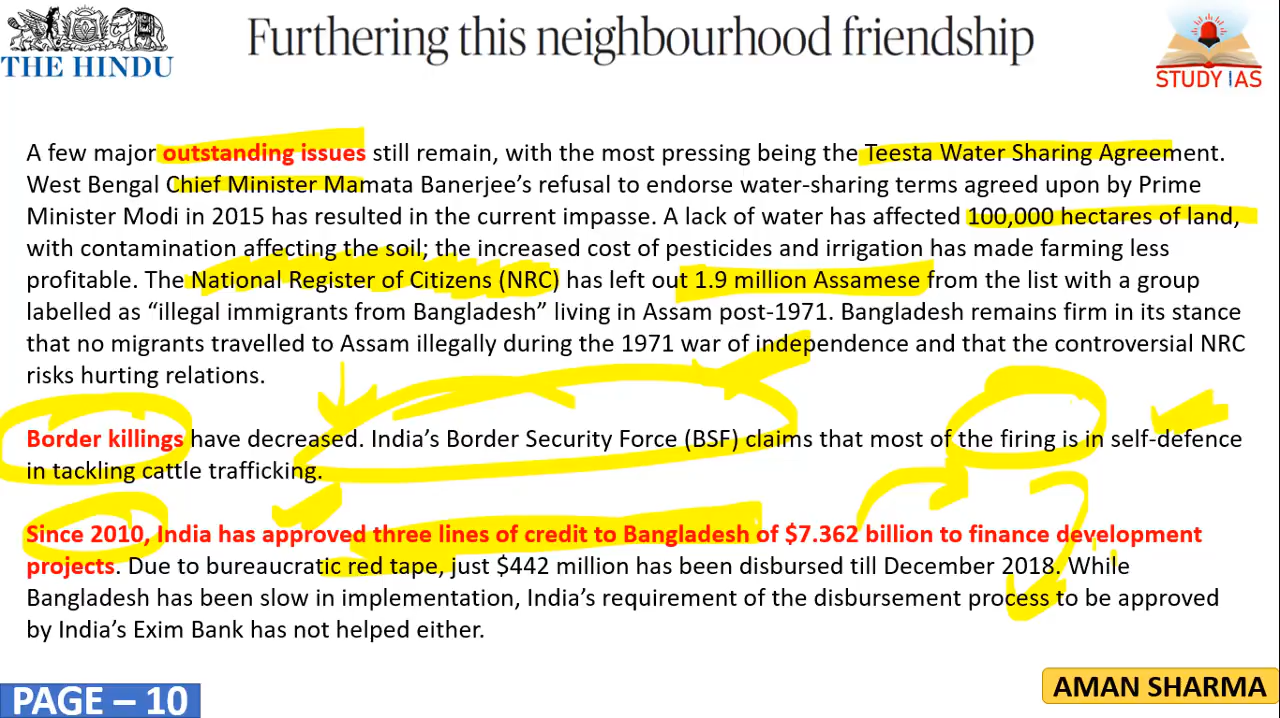 THE HINDU
Furthering this neighbourhood friendship
STUDY IAS
A few major outstanding issues still remain, with the most pressing being the Teesta Water Sharing Agreement.
West Bengal Chief Minister Mamata Banerjee’s refusal to endorse water-sharing terms agreed upon by Prime
Minister Modi in 2015 has resulted in the current impasse. A lack of water has affected 100,000 hectares of land,
with contamination affecting the soil; the increased cost of pesticides and irrigation has made farming less
profitable. The National Register of Citizens (NRC) has left out 1.9 million Assamese from the list with a group
labelled as “illegal immigrants from Bangladesh” living in Assam post-1971. Bangladesh remains firm in its stance
that no migrants travelled to Assam illegally during the 1971 war of independence and that the controversial NRC
risks hurting relations.
Border killings have decreased. India’s Border Security Force (BSF) claims that most of the firing is in self-defence
in tackling cattle trafficking.
Since 2010, India has approved three lines of credit to Bangladesh of $7.362 billion to finance development
projects. Due to bureaucratic red tape, just $442 million has been disbursed till December 2018. While
Bangladesh has been slow in implementation, India’s requirement of the disbursement process to be approved
by India’s Exim Bank has not helped either.
PAGE – 10
AMAN SHARMA